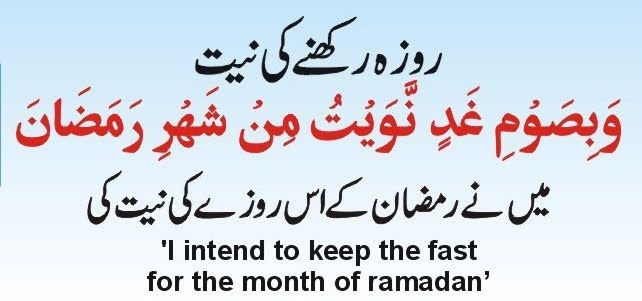 روزہ رکھنے کی نیت
وَبِصَوْمِ غَدٍ نَّوَيْتُ مِنْ شَهْرِ رَمَضَانَ
میں نے رمضان کے اس روزے کی نیت کی
'I intend to keep the fast
for the month of ramadan’